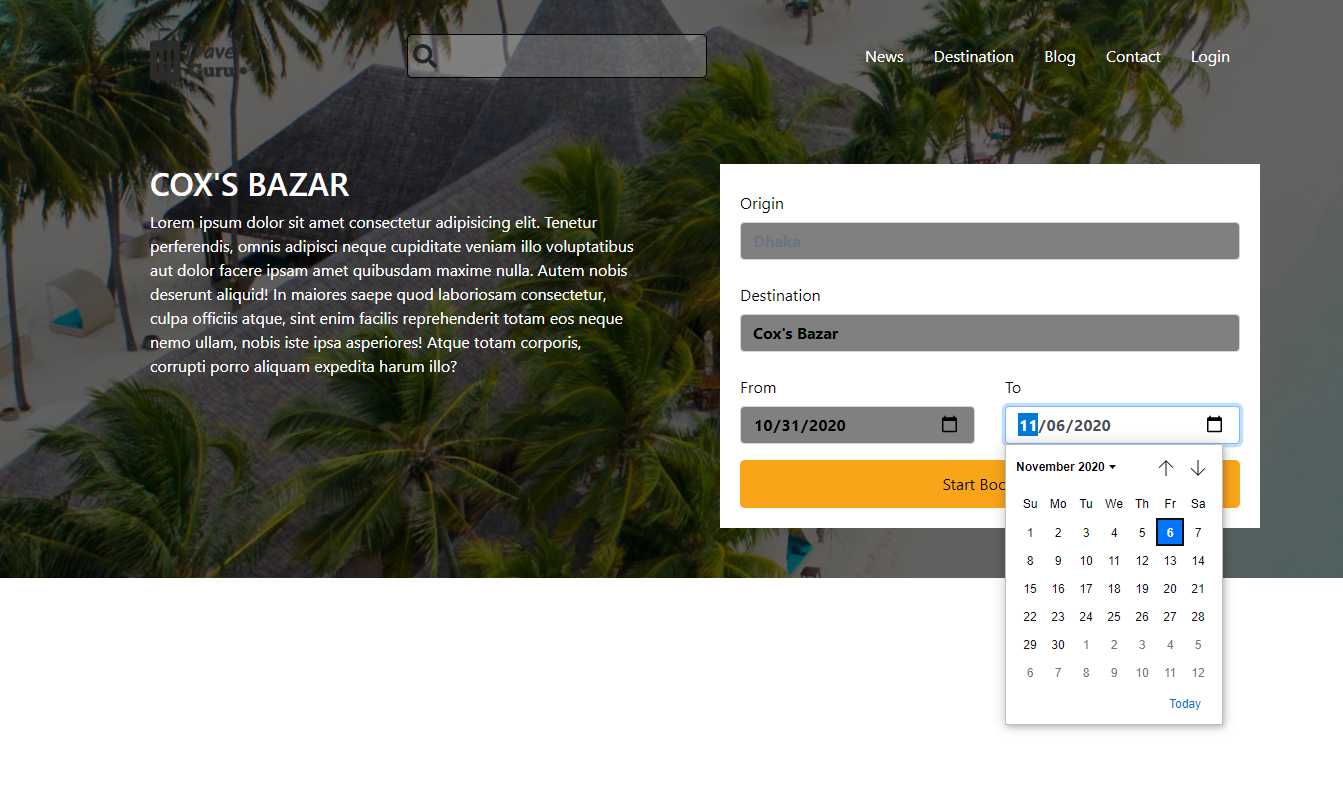 Travel
Guru
News Destination Blog Contact Login
COX'S BAZAR
Lorem ipsum dolor sit amet consectetur adipisicing elit. Tenetur
perferendis, omnis adipisci neque cupiditate veniam illo voluptatibus
aut dolor facere ipsam amet quibusdam maxime nulla. Autem nobis
deserunt aliquid! In maiores saepe quod laboriosam consectetur,
culpa officiis atque, sint enim facilis reprehenderit totam eos neque
nemo ullam, nobis iste ipsa asperiores! Atque totam corporis,
corrupti porro aliquam expedita harum illo?
Origin
Dhaka
Destination
Cox's Bazar
From To
10/31/2020 11/06/2020
Start Boo
November 2020
Su Mo Tu We Th Fr Sa
1 2 3 4 5 6 7
8 9 10 11 12 13 14
15 16 17 18 19 20 21
22 23 24 25 26 27 28
29 30 1 2 3 4 5
6 7 8 9 10 11 12
Today